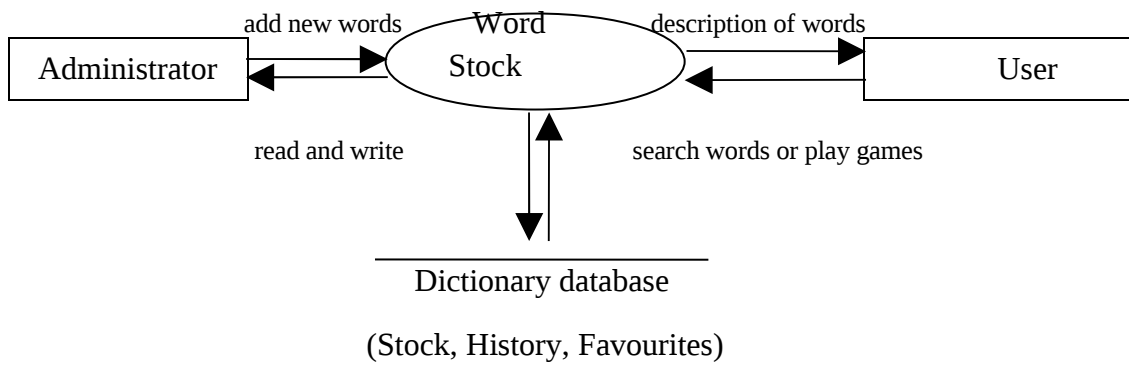 add new words
Word
description of words
Administrator
Stock
User
read and write
search words or play games
Dictionary database
(Stock, History, Favourites)